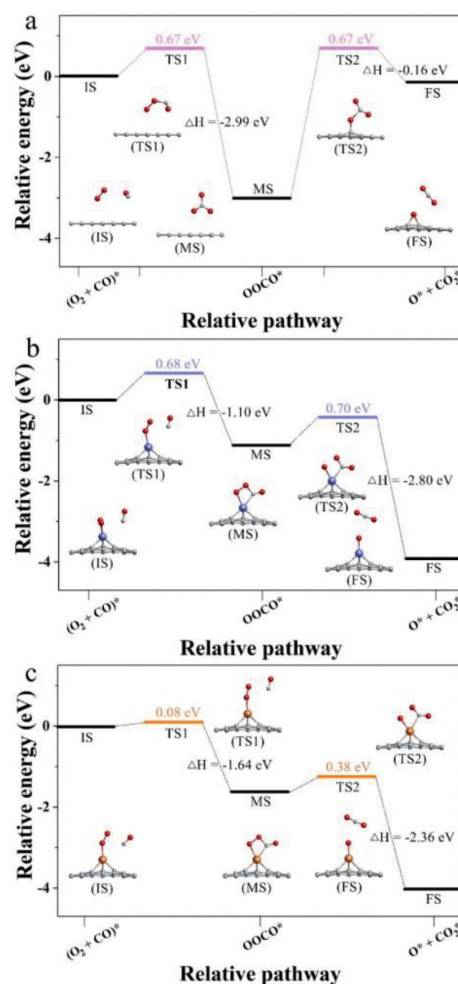 a
Relative energy (eV)
0
-2
-4
IS
0.67 eV
TS1
(TS1)
△H = -2.99 eV
MS
0.67 eV
TS2
△H = -0.16 eV
FS
(TS2)
(IS)
(MS)
(FS)
(O₂ + CO)*
OOCO*
O* + CO₂*
Relative pathway
b
Relative energy (eV)
0
-2
-4
IS
0.68 eV
TS1
△H = -1.10 eV
MS
0.70 eV
TS2
△H = -2.80 eV
(TS1)
(TS2)
(MS)
(IS)
(FS)
FS
(O₂ + CO)*
OOCO*
O* + CO₂*
Relative pathway
c
Relative energy (eV)
0
-2
-4
IS
0.08 eV
TS1
(TS1)
△H = -1.64 eV
MS
0.38 eV
TS2
(TS2)
△H = -2.36 eV
(IS)
(MS)
(FS)
FS
(O₂ + CO)*
OOCO*
O* + CO₂*
Relative pathway